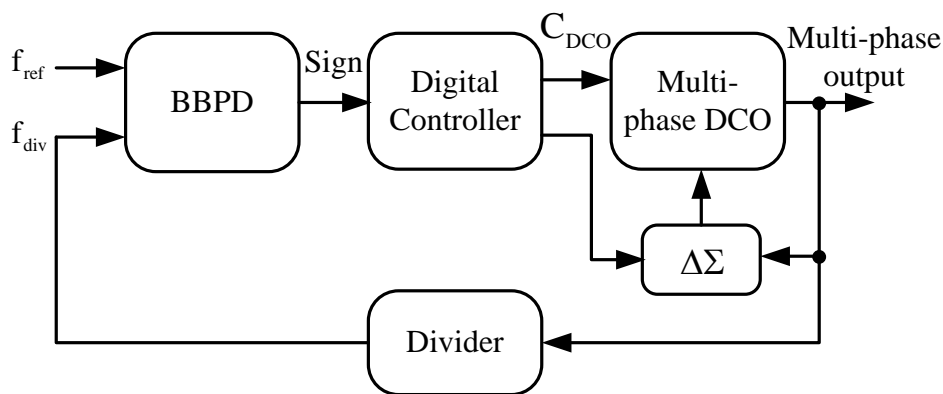 f_ref
f_div
BBPD
Sign
Digital
Controller
C_DCO
Multi-
phase DCO
Multi-phase
output
ΔΣ
Divider